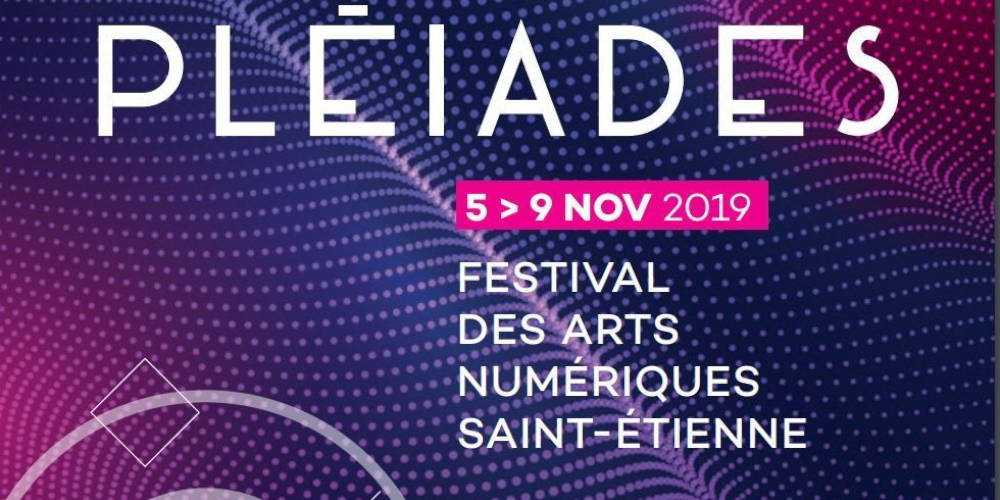 PLÉIADES
5 > 9 NOV 2019
FESTIVAL
DES ARTS
NUMÉRIQUES
SAINT-ÉTIENNE